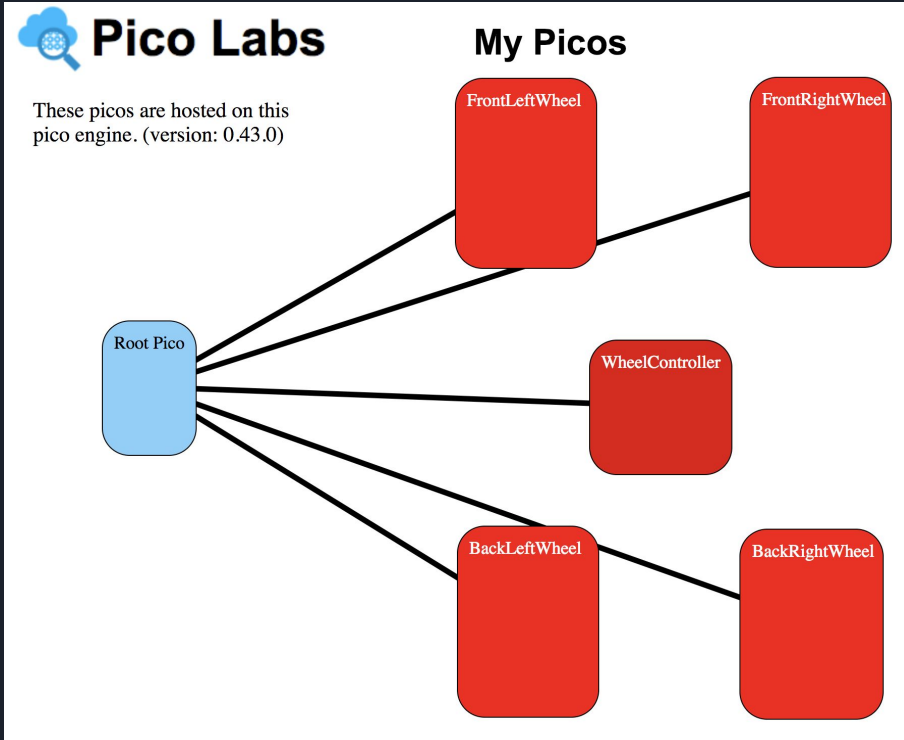 Pico Labs
My Picos
These picos are hosted on this
pico engine. (version: 0.43.0)
FrontLeftWheel
FrontRightWheel
Root Pico
WheelController
BackLeftWheel
BackRightWheel